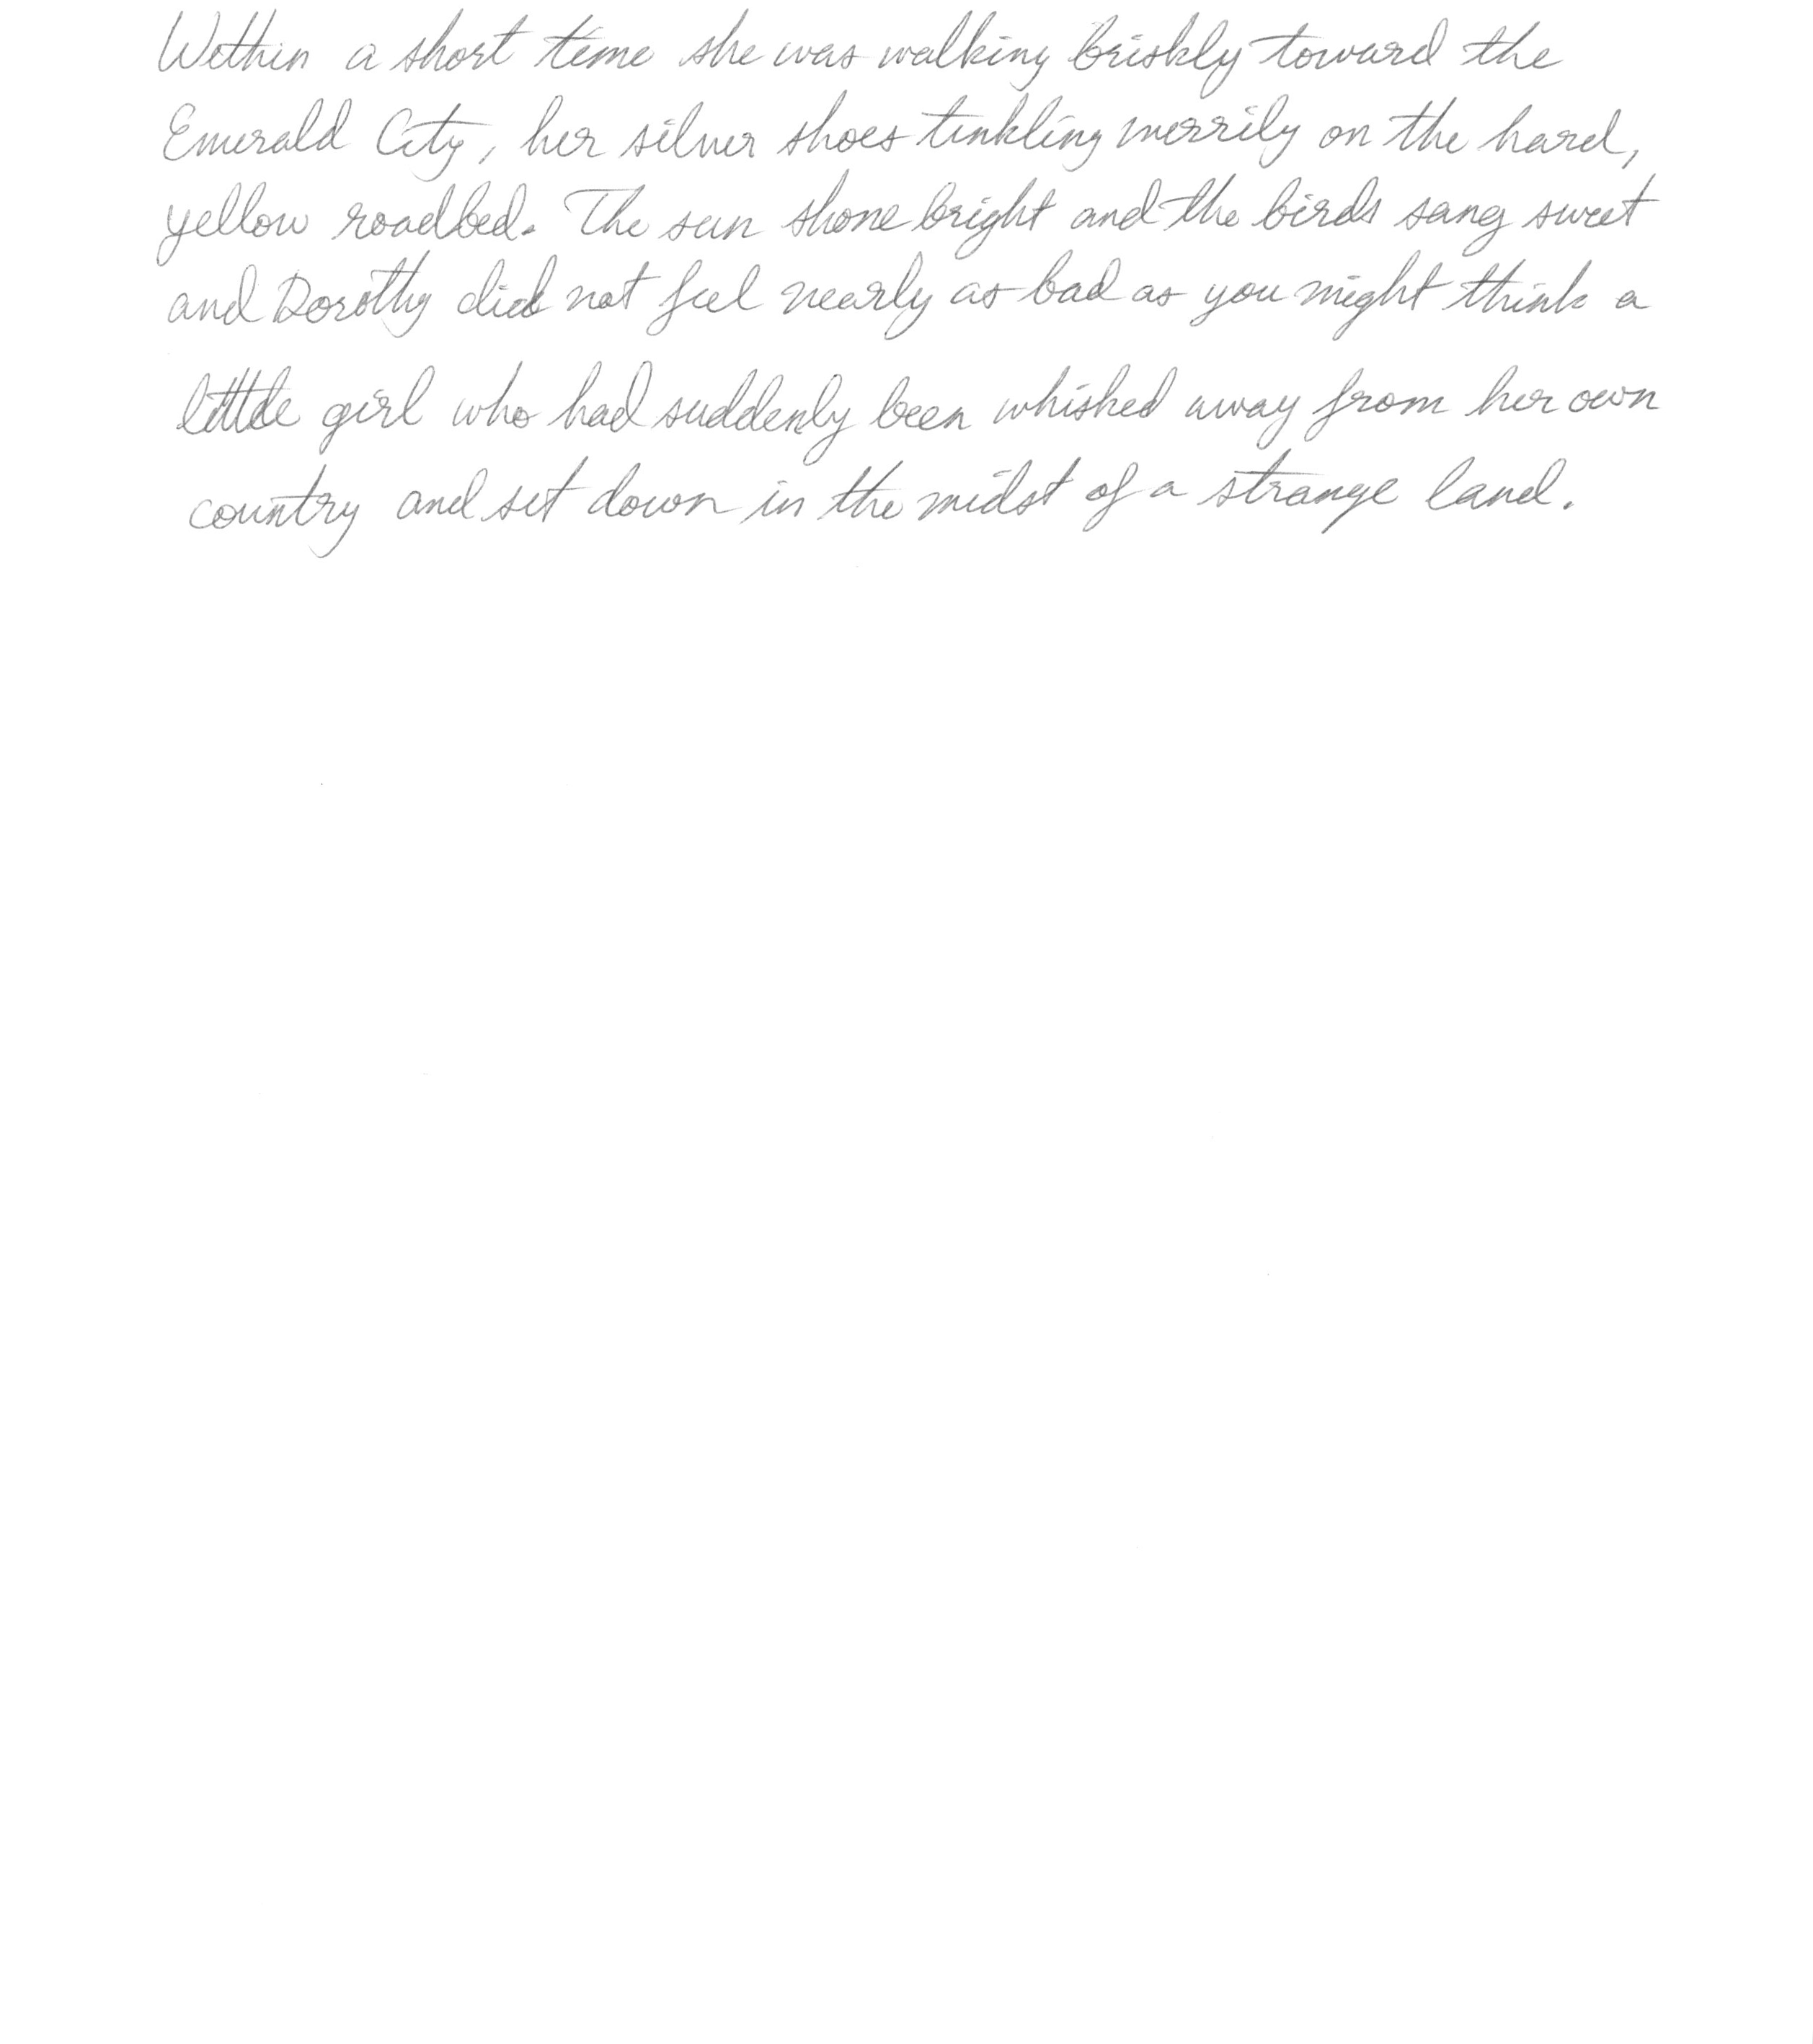 Within a short time she was walking briskly toward the
Emerald City, her silver shoes tinkling merrily on the hard,
yellow roadbed. The sun shone bright and the birds sang sweet
and Dorothy did not feel nearly as bad as you might think a
little girl who had suddenly been whisked away from her own
country and set down in the midst of a strange land.